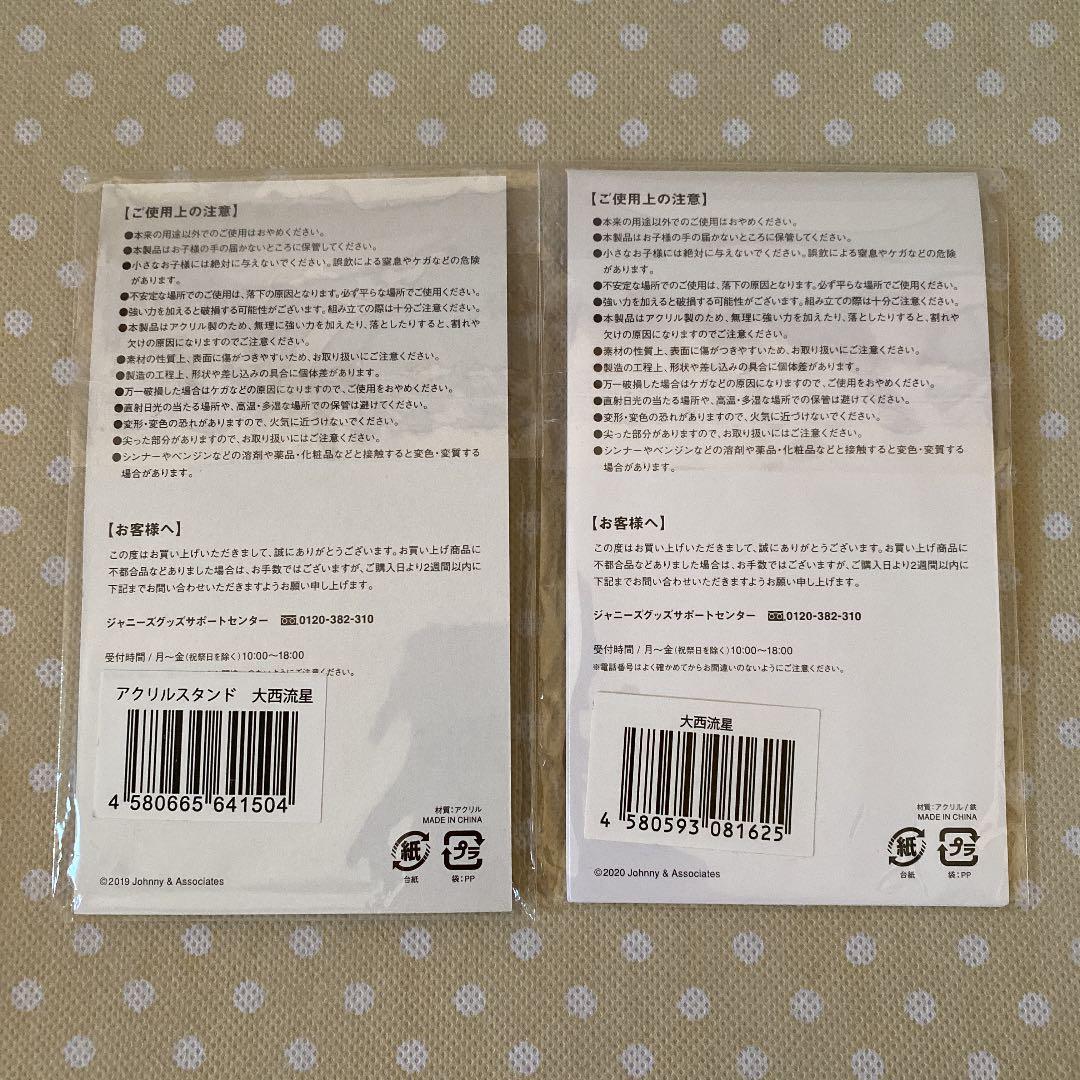 【ご使用上の注意】
●本来の用途以外でのご使用はおやめください。
●本製品はお子様の手の届かないところに保管してください。
●小さなお子様には絶対に与えないでください。誤飲による窒息やケガなどの危険
があります。
●不安定な場所でのご使用は、落下の原因となります。必ず平らな場所でご使用ください。
●強い力を加えると破損する可能性がございます。組み立ての際は十分ご注意ください。
●本製品はアクリル製のため、無理に強い力を加えたり、落としたりすると、割れや
欠けの原因になりますのでご注意ください。
●素材の性質上、表面に傷がつきやすいため、お取り扱いにご注意ください。
●製造の工程上、形状や差し込みの具合に個体差があります。
●万一破損した場合はケガなどの原因になりますので、ご使用をおやめください。
●直射日光の当たる場所や、高温・多湿な場所での保管は避けてください。
●変形・変色の恐れがありますので、火気に近づけないでください。
●尖った部分がありますので、お取り扱いにはご注意ください。
●シンナーやベンジンなどの溶剤や薬品・化粧品などと接触すると変色・変質する
場合があります。
【お客様へ】
この度はお買い上げいただきまして、誠にありがとうございます。お買い上げ商品に
不都合品などありました場合は、お手数ではございますが、ご購入日より2週間以内に
下記までお問い合わせいただきますようお願い申し上げます。
ジャニーズグッズサポートセンター 0120-382-310
受付時間 / 月〜金(祝祭日を除く)10:00〜18:00
アクリルスタンド 大西流星
4 580665 641504
材質：アクリル
MADE IN CHINA
紙 プラ
台紙 袋：PP
©2019 Johnny & Associates
【ご使用上の注意】
●本来の用途以外でのご使用はおやめください。
●本製品はお子様の手の届かないところに保管してください。
●小さなお子様には絶対に与えないでください。誤飲による窒息やケガなどの危険
があります。
●不安定な場所でのご使用は、落下の原因となります。必ず平らな場所でご使用ください。
●強い力を加えると破損する可能性がございます。組み立ての際は十分ご注意ください。
●本製品はアクリル製のため、無理に強い力を加えたり、落としたりすると、割れや
欠けの原因になりますのでご注意ください。
●素材の性質上、表面に傷がつきやすいため、お取り扱いにご注意ください。
●製造の工程上、形状や差し込みの具合に個体差があります。
●万一破損した場合はケガなどの原因になりますので、ご使用をおやめください。
●直射日光の当たる場所や、高温・多湿な場所での保管は避けてください。
●変形・変色の恐れがありますので、火気に近づけないでください。
●尖った部分がありますので、お取り扱いにはご注意ください。
●シンナーやベンジンなどの溶剤や薬品・化粧品などと接触すると変色・変質する
場合があります。
【お客様へ】
この度はお買い上げいただきまして、誠にありがとうございます。お買い上げ商品に
不都合品などありました場合は、お手数ではございますが、ご購入日より2週間以内に
下記までお問い合わせいただきますようお願い申し上げます。
ジャニーズグッズサポートセンター 0120-382-310
受付時間 / 月〜金(祝祭日を除く)10:00〜18:00
※電話番号はよく確かめてからお間違いのないようにご注意ください。
大西流星
4 580593 081625
材質：アクリル / 鉄
MADE IN CHINA
紙 プラ
台紙 袋：PP
©2020 Johnny & Associates